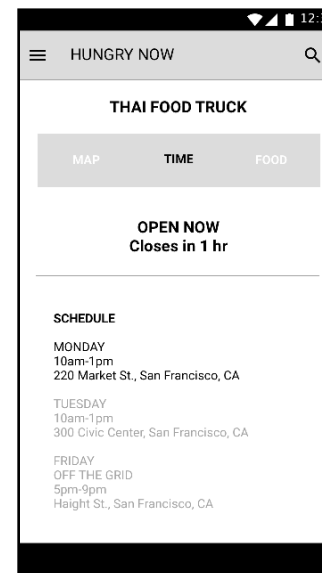 12:
HUNGRY NOW
THAI FOOD TRUCK
MAP TIME FOOD
OPEN NOW
Closes in 1 hr
SCHEDULE
MONDAY
10am-1pm
220 Market St., San Francisco, CA
TUESDAY
10am-1pm
300 Civic Center, San Francisco, CA
FRIDAY
OFF THE GRID
5pm-9pm
Haight St., San Francisco, CA